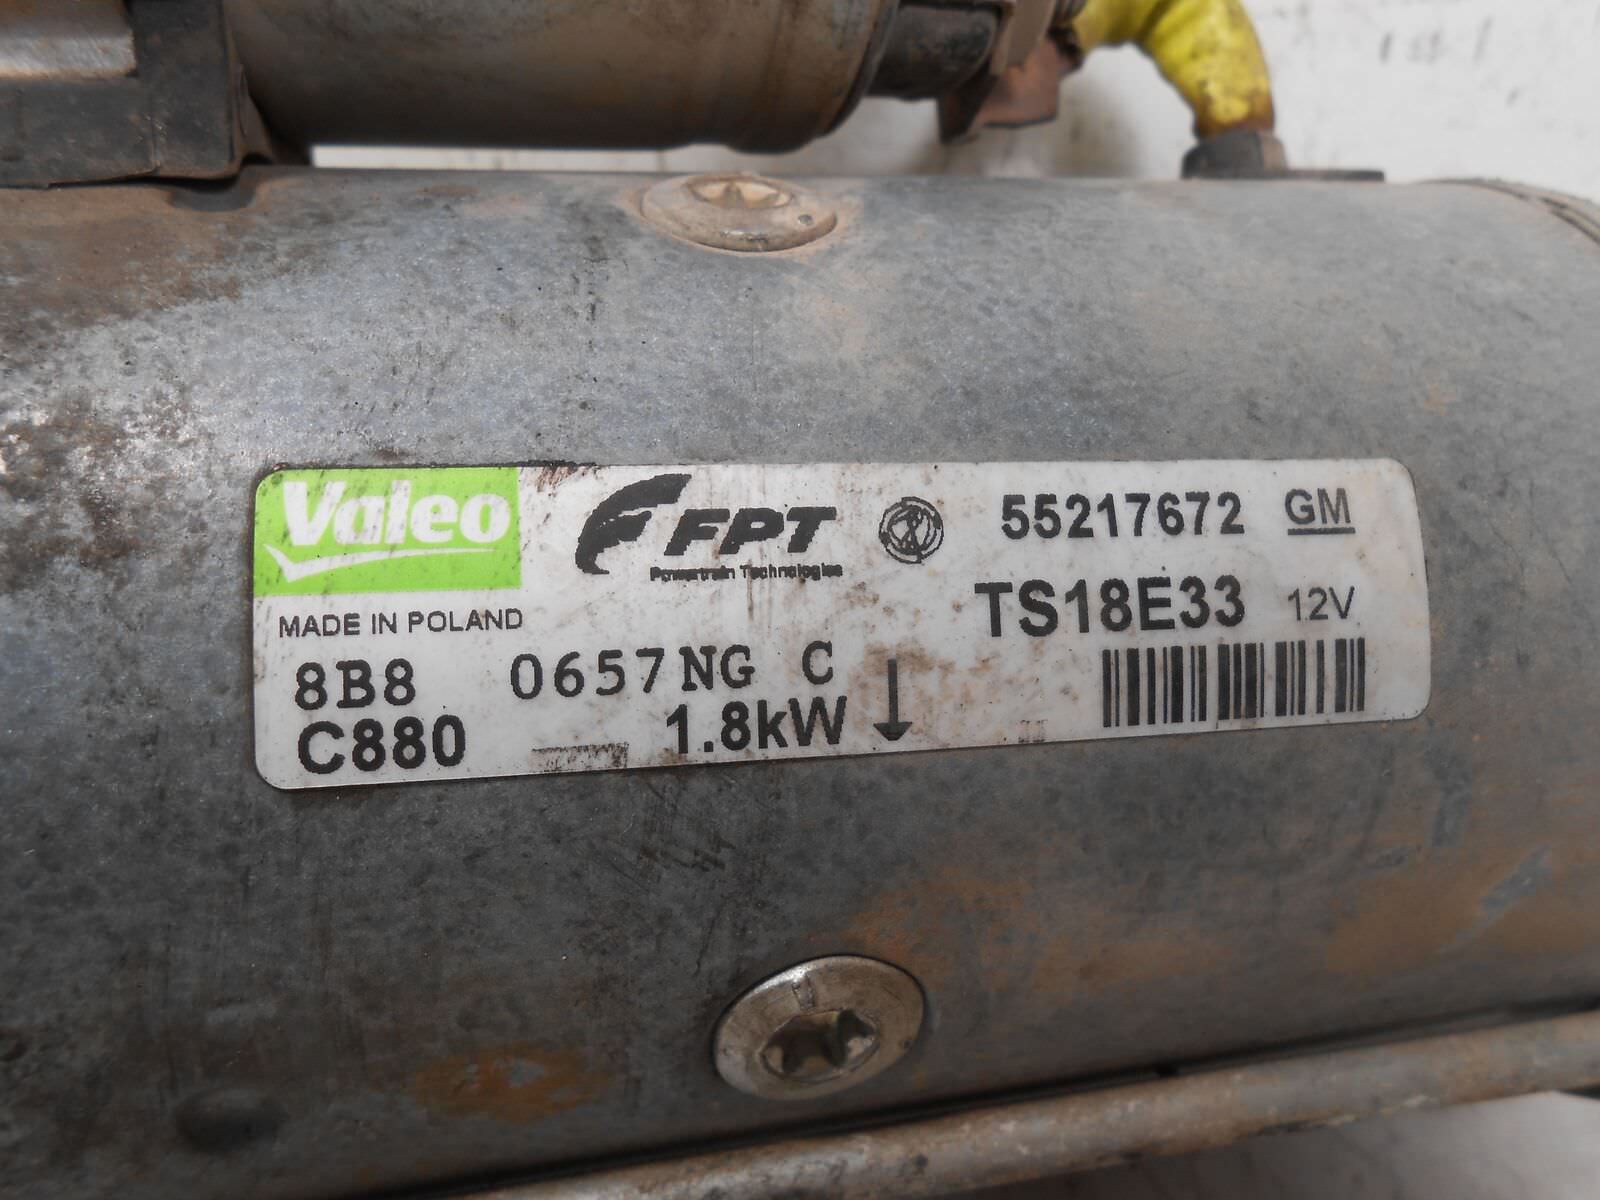 Valeo FPT 55217672 GM
Powertrain Technologies
MADE IN POLAND TS18E33 12V
8B8 0657NG C
C880 1.8kW